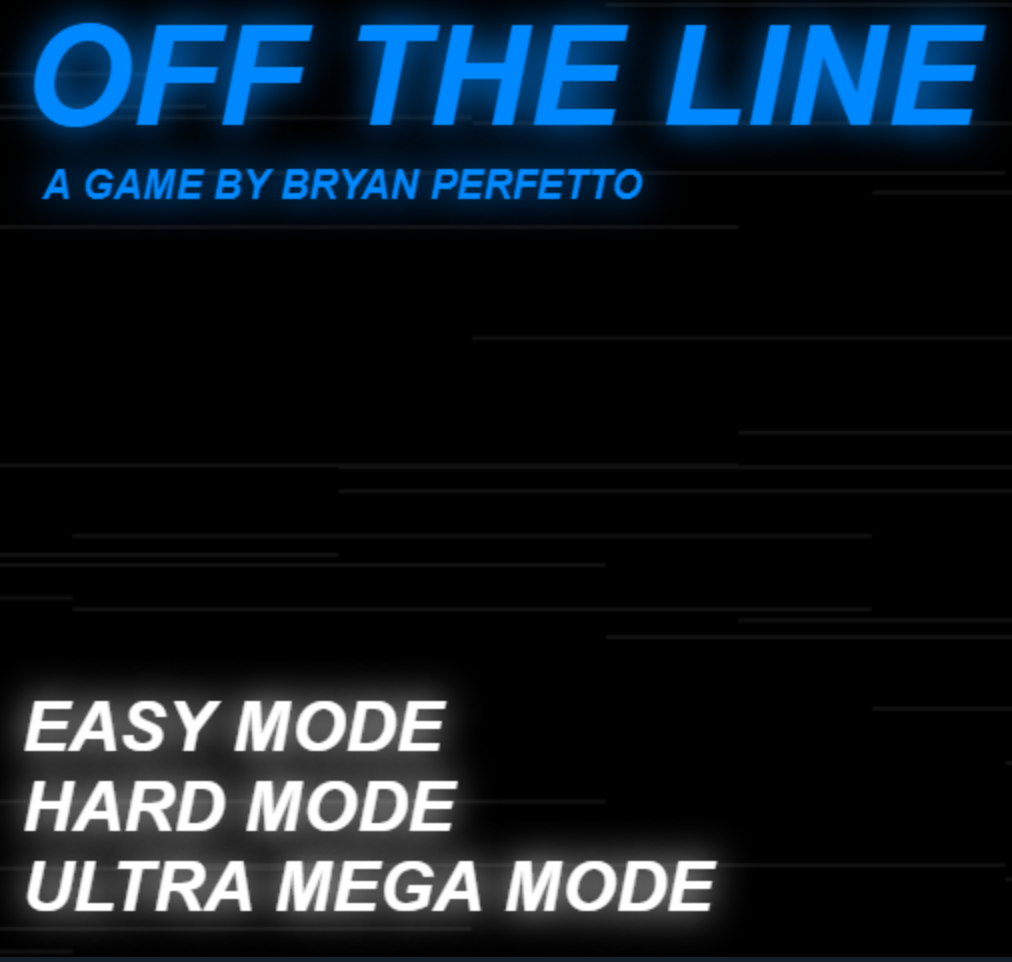 OFF THE LINE
A GAME BY BRYAN PERFETTO
EASY MODE
HARD MODE
ULTRA MEGA MODE